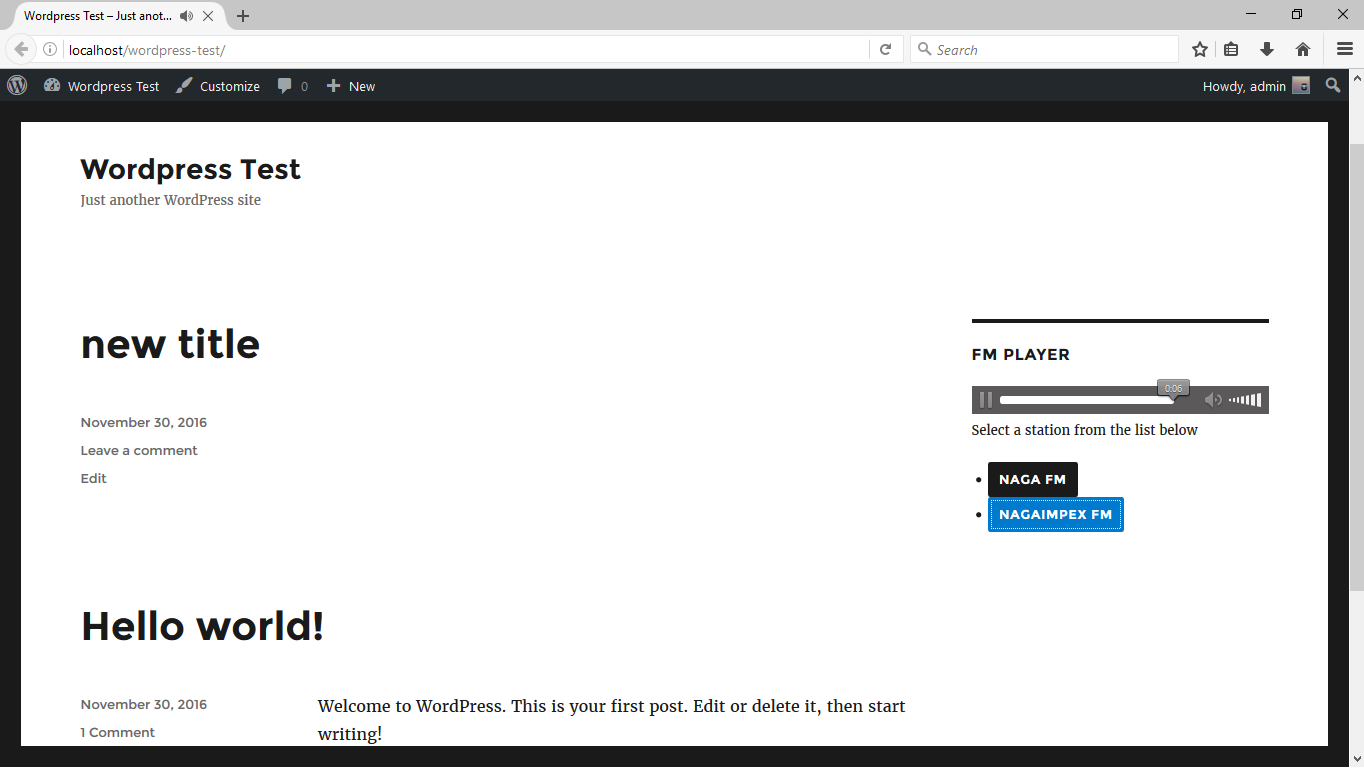 Wordpress Test – Just anot...
localhost/wordpress-test/
Search
Wordpress Test
Customize
0
New
Howdy, admin
Wordpress Test
Just another WordPress site
new title
November 30, 2016
Leave a comment
Edit
FM PLAYER
0:06
Select a station from the list below
NAGA FM
NAGAIMPEX FM
Hello world!
November 30, 2016
1 Comment
Welcome to WordPress. This is your first post. Edit or delete it, then start
writing!